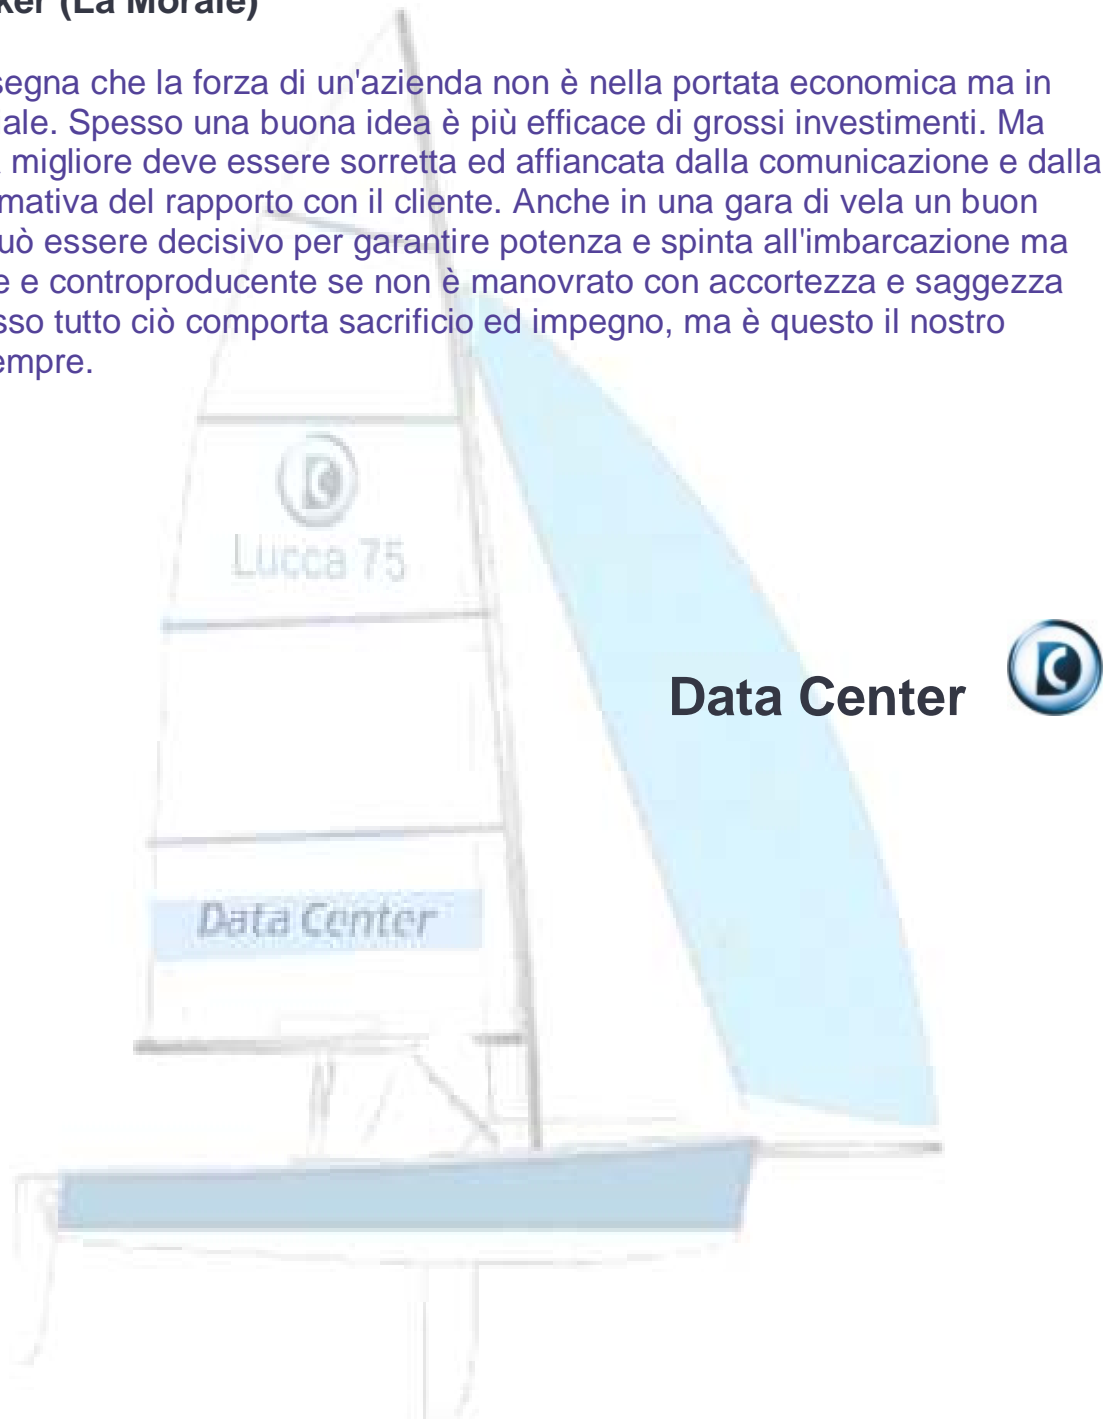 ker (La Morale)
segna che la forza di un'azienda non è nella portata economica ma in
ale. Spesso una buona idea è più efficace di grossi investimenti. Ma
migliore deve essere sorretta ed affiancata dalla comunicazione e dalla
mativa del rapporto con il cliente. Anche in una gara di vela un buon
uò essere decisivo per garantire potenza e spinta all'imbarcazione ma
e e controproducente se non è manovrato con accortezza e saggezza
sso tutto ciò comporta sacrificio ed impegno, ma è questo il nostro
empre.
Lucca 75
Data Center
Data Center